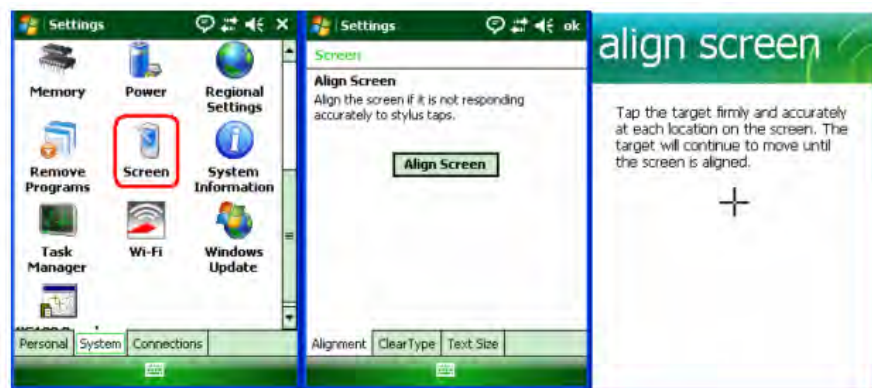 Settings
Memory
Power
Regional
Settings
Remove
Programs
Screen
System
Information
Task
Manager
Wi-Fi
Windows
Update
Personal System Connections
Settings ok
Screen
Align Screen
Align the screen if it is not responding
accurately to stylus taps.
Align Screen
Alignment ClearType Text Size
align screen
Tap the target firmly and accurately
at each location on the screen. The
target will continue to move until
the screen is aligned.